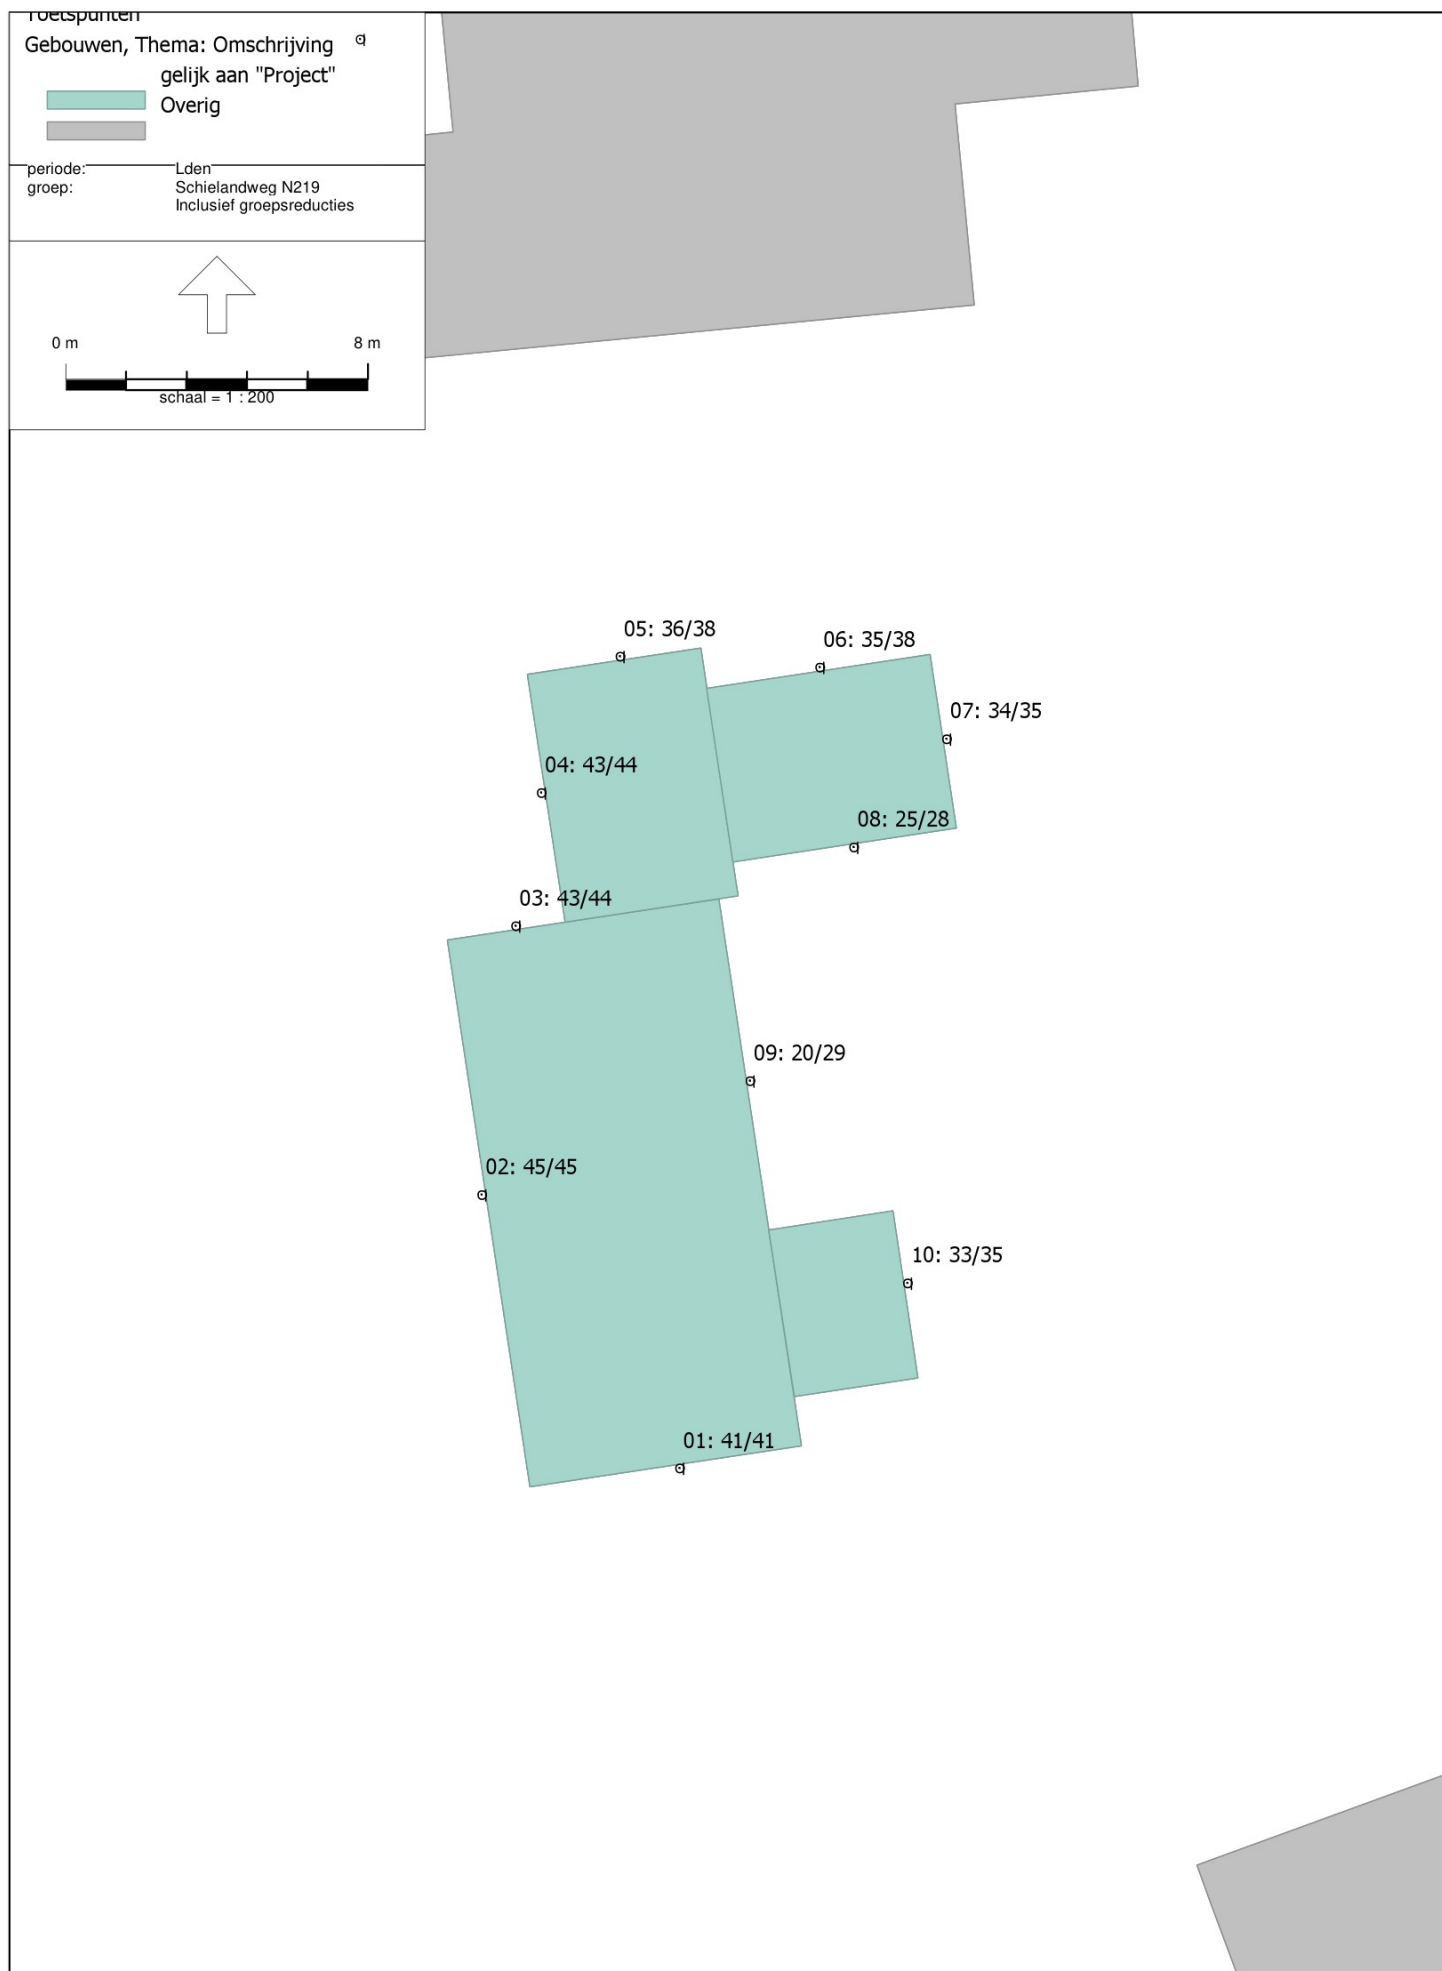 Toetspunten
Gebouwen, Thema: Omschrijving
gelijk aan "Project"
Overig
periode: Lden
groep: Schielandweg N219
Inclusief groepsreducties
0 m 8 m
schaal = 1 : 200
05: 36/38
06: 35/38
07: 34/35
04: 43/44
08: 25/28
03: 43/44
09: 20/29
02: 45/45
10: 33/35
01: 41/41